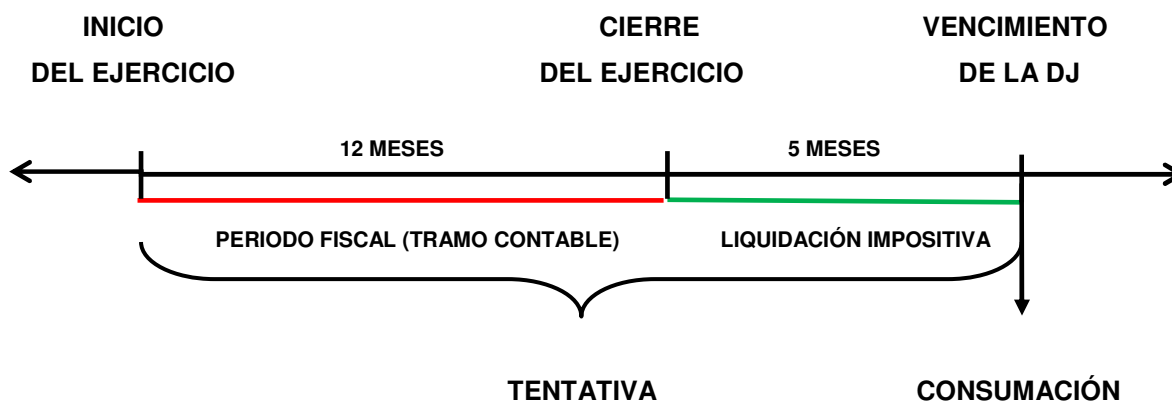 INICIO
DEL EJERCICIO
CIERRE
DEL EJERCICIO
VENCIMIENTO
DE LA DJ
12 MESES
5 MESES
PERIODO FISCAL (TRAMO CONTABLE)
LIQUIDACIÓN IMPOSITIVA
TENTATIVA
CONSUMACIÓN